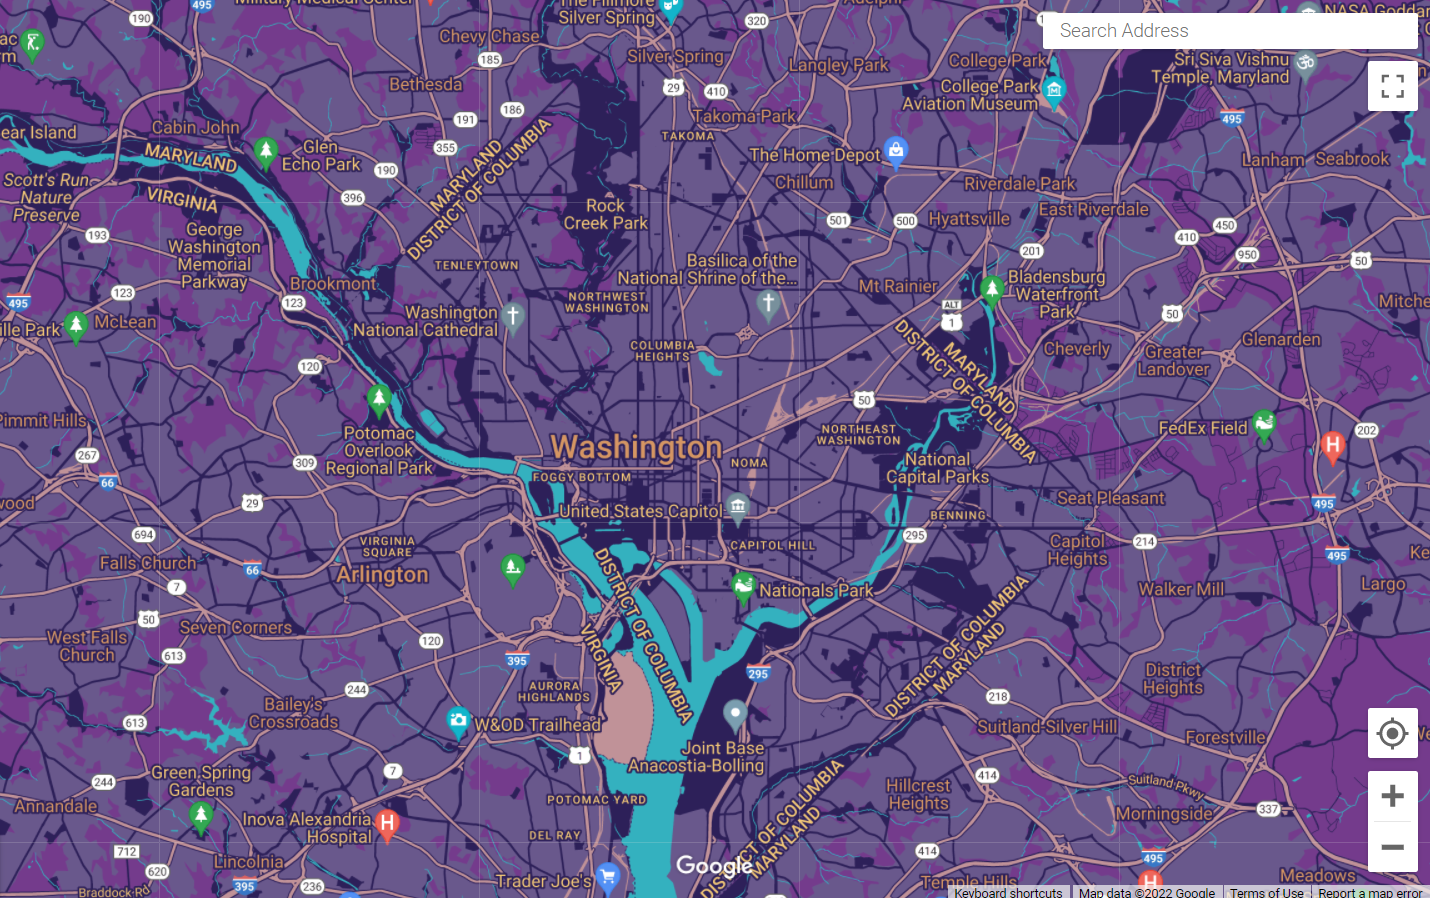 Military Medical Center
495
190
The Fillmore
Silver Spring
320
Adelphi
NASA Goddard
Search Address
Chevy Chase
185
Silver Spring
Langley Park
College Park
Sri Siva Vishnu
Temple, Maryland
Bethesda
29
410
College Park
Aviation Museum
186
191
Takoma Park
495
ear Island
Cabin John
TAKOMA
MARYLAND
Glen
Echo Park
355
190
MARYLAND
DISTRICT OF COLUMBIA
The Home Depot
Lanham
Seabrook
Scott's Run
Nature
Preserve
VIRGINIA
396
Chillum
Riverdale Park
Rock
Creek Park
501
500
Hyattsville
East Riverdale
450
193
George
Washington
Memorial
Parkway
410
201
950
50
TENLEYTOWN
Basilica of the
National Shrine of the...
Bladensburg
Waterfront
Park
Brookmont
Mt Rainier
495
123
123
NORTHWEST
WASHINGTON
Mitche
ille Park
McLean
Washington
National Cathedral
ALT
1
50
COLUMBIA
HEIGHTS
MARYLAND
DISTRICT OF COLUMBIA
Cheverly
Greater
Landover
Glenarden
120
50
Pimmit Hills
Potomac
Overlook
Regional Park
Washington
NORTHEAST
WASHINGTON
FedEx Field
202
267
309
NOMA
National
Capital Parks
66
FOGGY BOTTOM
Seat Pleasant
495
wood
29
United States Capitol
BENNING
694
VIRGINIA
SQUARE
CAPITOL HILL
295
Capitol
Heights
214
495
Ke
Falls Church
66
Arlington
7
DISTRICT OF COLUMBIA
VIRGINIA
Nationals Park
Walker Mill
Largo
50
Seven Corners
DISTRICT OF COLUMBIA
MARYLAND
West Falls
Church
613
120
395
295
244
AURORA
HIGHLANDS
District
Heights
218
Bailey's
Crossroads
613
W&OD Trailhead
Suitland-Silver Hill
Forestville
1
Joint Base
Anacostia-Bolling
244
Green Spring
Gardens
7
414
Hillcrest
Heights
Suitland Pkwy
Annandale
POTOMAC YARD
DISTRICT OF COLUMBIA
MARYLAND
Morningside
337
Inova Alexandria
Hospital
DEL RAY
712
620
Lincolnia
Google
414
495
Trader Joe's
Braddock Rd
395
236
Temple Hills
Meadows
Keyboard shortcuts
Map data ©2022 Google
Terms of Use
Report a map error